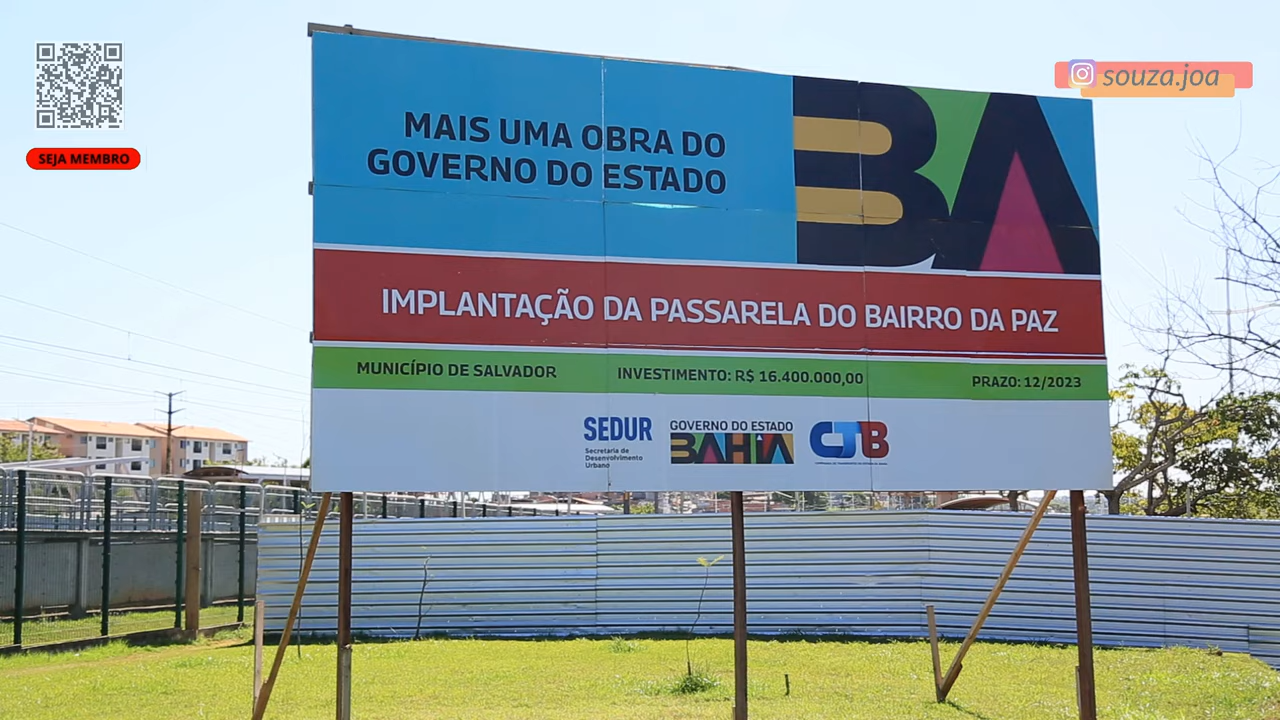 SEJA MEMBRO
souza.joa
MAIS UMA OBRA DO
GOVERNO DO ESTADO
BA
IMPLANTAÇÃO DA PASSARELA DO BAIRRO DA PAZ
MUNICÍPIO DE SALVADOR
INVESTIMENTO: R$ 16.400.000,00
PRAZO: 12/2023
SEDUR
Secretaria de
Desenvolvimento
Urbano
GOVERNO DO ESTADO
BAHIA
CTB